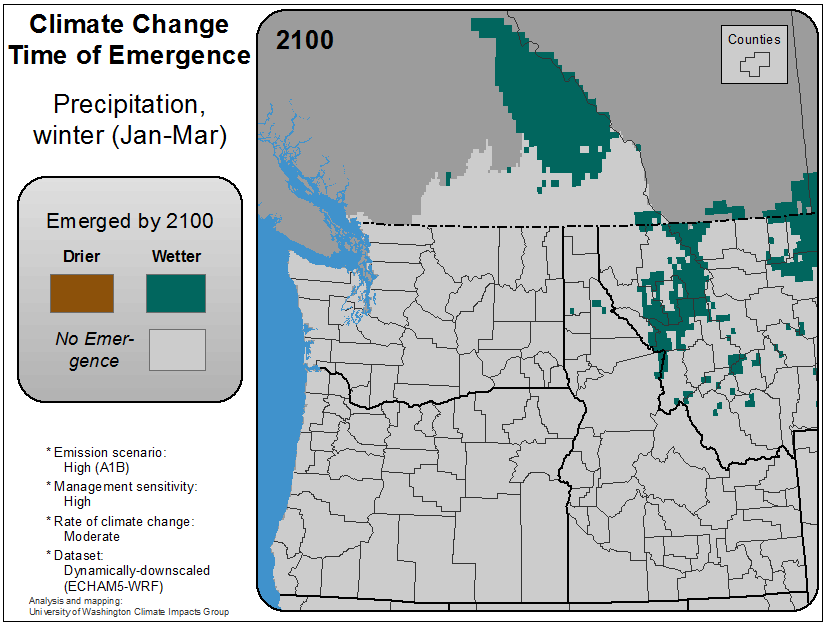 Climate Change
Time of Emergence
Precipitation,
winter (Jan-Mar)
Emerged by 2100
Drier
Wetter
No Emer-
gence
* Emission scenario:
High (A1B)
* Management sensitivity:
High
* Rate of climate change:
Moderate
* Dataset:
Dynamically-downscaled
(ECHAM5-WRF)
Analysis and mapping:
University of Washington Climate Impacts Group
2100
Counties